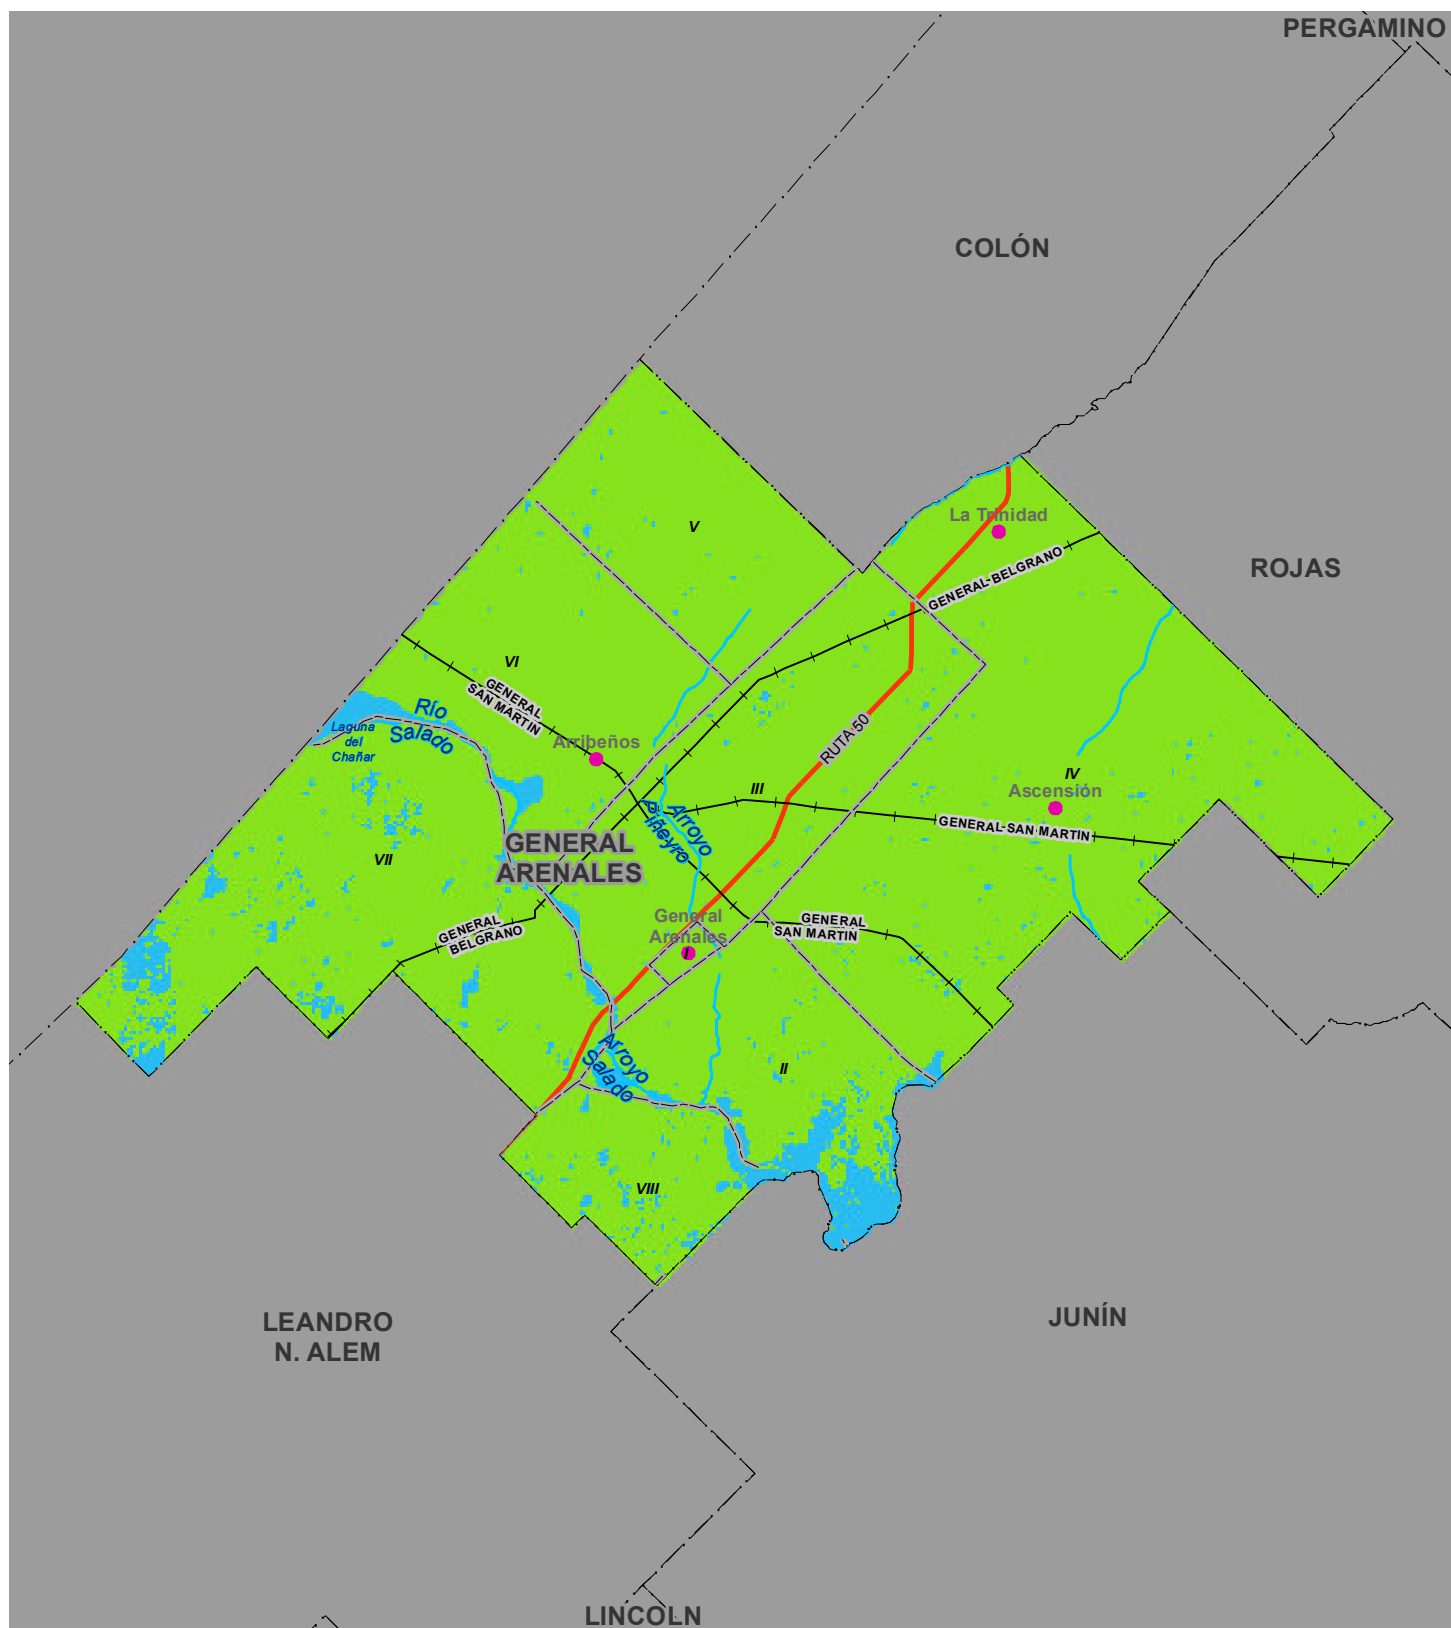 PERGAMINO
COLÓN
La Trinidad
V
GENERAL BELGRANO
ROJAS
VI
GENERAL
SAN MARTIN
Río
Salado
Laguna
del
Chañar
Arribeños
RUTA 50
IV
Ascensión
III
Arroyo
Piñeyro
GENERAL SAN MARTIN
GENERAL
ARENALES
VII
GENERAL
BELGRANO
General
Arenales
I
GENERAL
SAN MARTIN
Arroyo
Salado
II
VIII
LEANDRO
N. ALEM
JUNÍN
LINCOLN